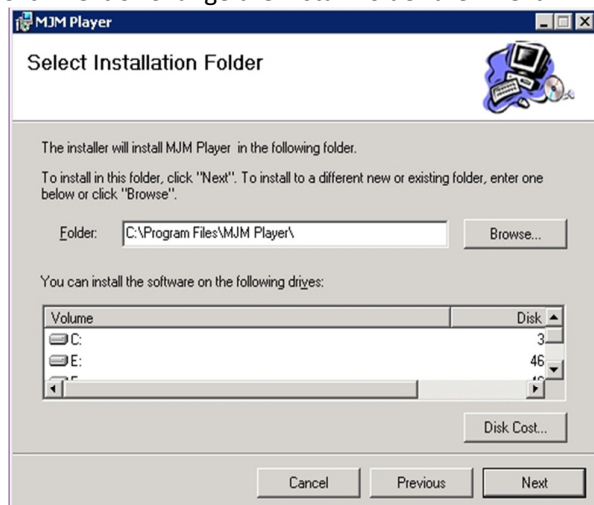 MJM Player
Select Installation Folder
The installer will install MJM Player in the following folder.
To install in this folder, click "Next". To install to a different new or existing folder, enter one
below or click "Browse".
Folder: C:\Program Files\MJM Player\ Browse...
You can install the software on the following drives:
Volume Disk
C: 3
E: 46
Disk Cost...
Cancel Previous Next